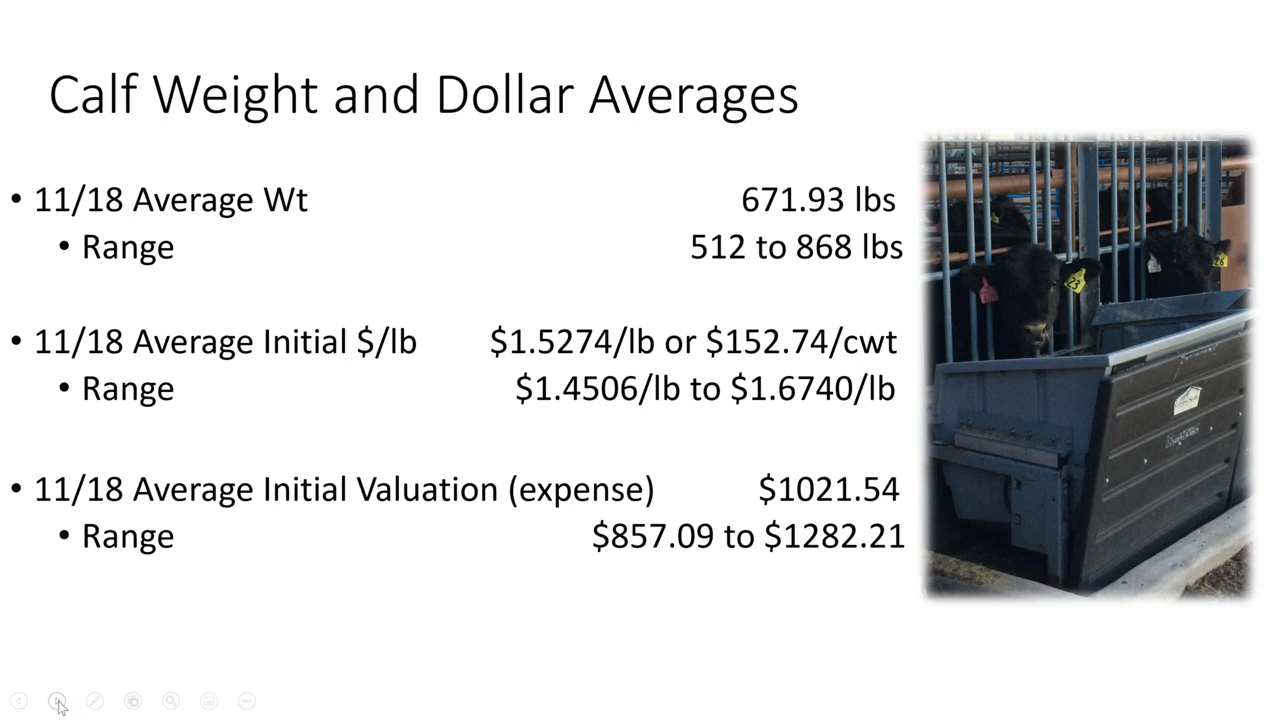 Calf Weight and Dollar Averages
• 11/18 Average Wt 671.93 lbs
• Range 512 to 868 lbs
• 11/18 Average Initial $/lb $1.5274/lb or $152.74/cwt
• Range $1.4506/lb to $1.6740/lb
• 11/18 Average Initial Valuation (expense) $1021.54
• Range $857.09 to $1282.21
23
26